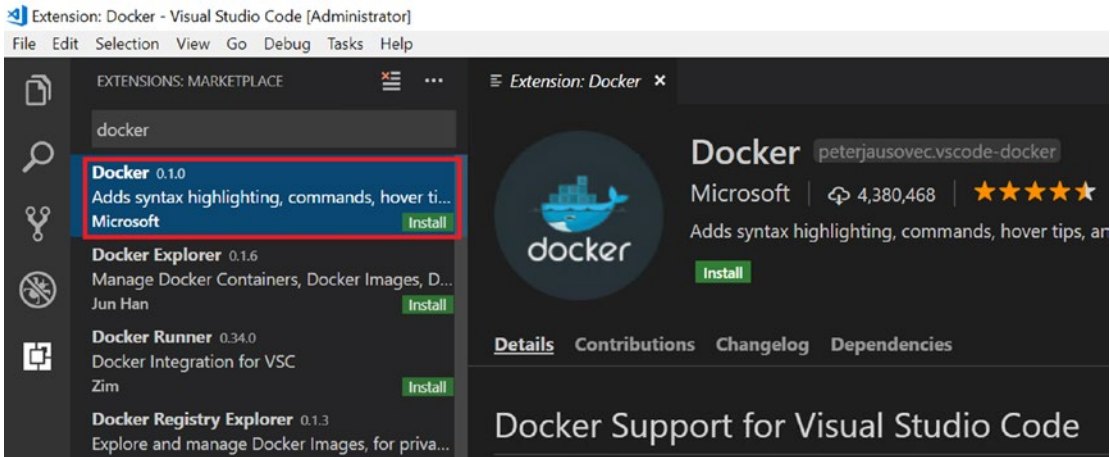 Extension: Docker - Visual Studio Code [Administrator]
File Edit Selection View Go Debug Tasks Help
EXTENSIONS: MARKETPLACE
docker
Docker 0.1.0
Adds syntax highlighting, commands, hover ti...
Microsoft Install
Docker Explorer 0.1.6
Manage Docker Containers, Docker Images, D...
Jun Han Install
Docker Runner 0.34.0
Docker Integration for VSC
Zim Install
Docker Registry Explorer 0.1.3
Explore and manage Docker Images, for priva...
Extension: Docker
docker
Docker peterjausovec.vscode-docker
Microsoft 4,380,468
Adds syntax highlighting, commands, hover tips, an
Install
Details Contributions Changelog Dependencies
Docker Support for Visual Studio Code